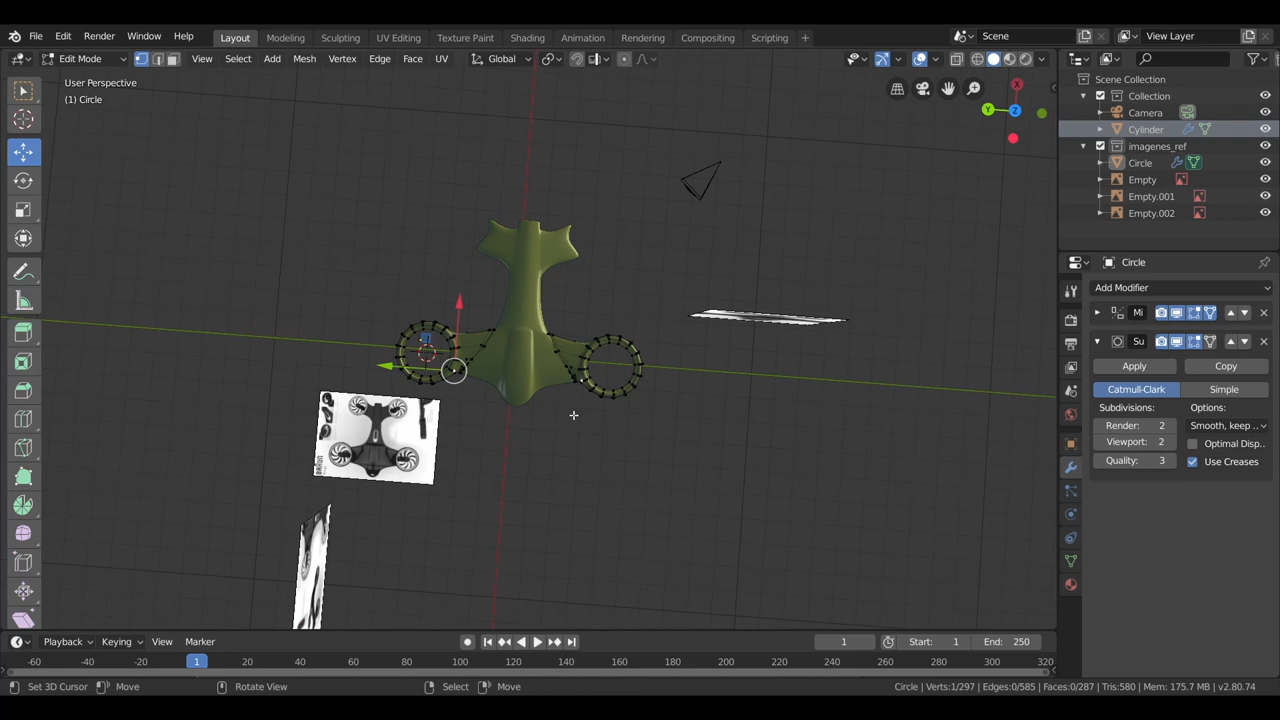 File Edit Render Window Help Layout Modeling Sculpting UV Editing Texture Paint Shading Animation Rendering Compositing Scripting + Scene View Layer
Edit Mode View Select Add Mesh Vertex Edge Face UV Global
User Perspective
(1) Circle
X
Y
Z
Scene Collection
Collection
Camera
Cylinder
imagenes_ref
Circle
Empty
Empty.001
Empty.002
Circle
Add Modifier
Mi
Su
Apply Copy
Catmull-Clark Simple
Subdivisions: Options:
Render: 2 Smooth, keep ..
Viewport: 2 Optimal Disp..
Quality: 3 Use Creases
Playback Keying View Marker 1 Start: 1 End: 250
-60 -40 -20 1 20 40 60 80 100 120 140 160 180 200 220 240 260 280 300 320
Set 3D Cursor Move Rotate View Select Move Circle | Verts:1/297 | Edges:0/585 | Faces:0/287 | Tris:580 | Mem: 175.7 MB | v2.80.74